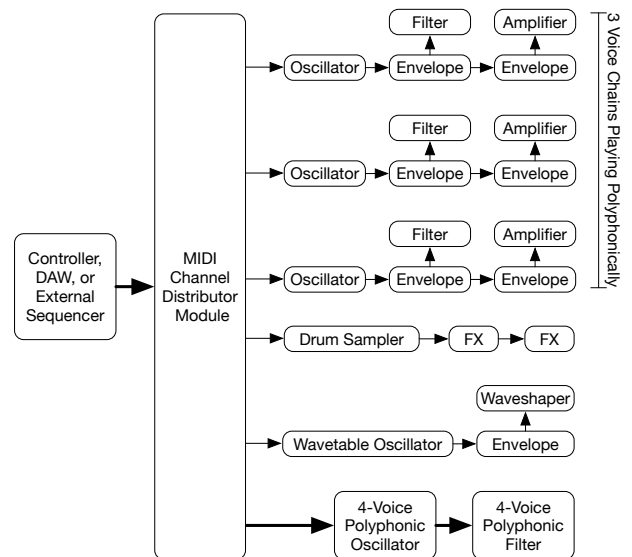 Filter
Amplifier
Oscillator
Envelope
Envelope
3 Voice Chains Playing Polyphonically
Filter
Amplifier
Oscillator
Envelope
Envelope
Filter
Amplifier
Oscillator
Envelope
Envelope
Controller,
DAW, or
External
Sequencer
MIDI
Channel
Distributor
Module
Drum Sampler
FX
FX
Waveshaper
Wavetable Oscillator
Envelope
4-Voice
Polyphonic
Oscillator
4-Voice
Polyphonic
Filter